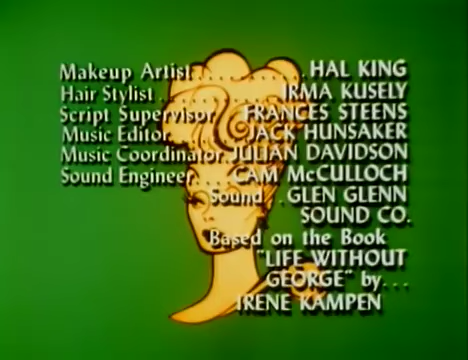 Makeup Artist ........ HAL KING
Hair Stylist .......... IRMA KUSELY
Script Supervisor .. FRANCES STEENS
Music Editor ....... JACK HUNSAKER
Music Coordinator. JULIAN DAVIDSON
Sound Engineer.... CAM McCULLOCH
Sound .. GLEN GLENN
SOUND CO.
Based on the Book
"LIFE WITHOUT
GEORGE" by...
IRENE KAMPEN